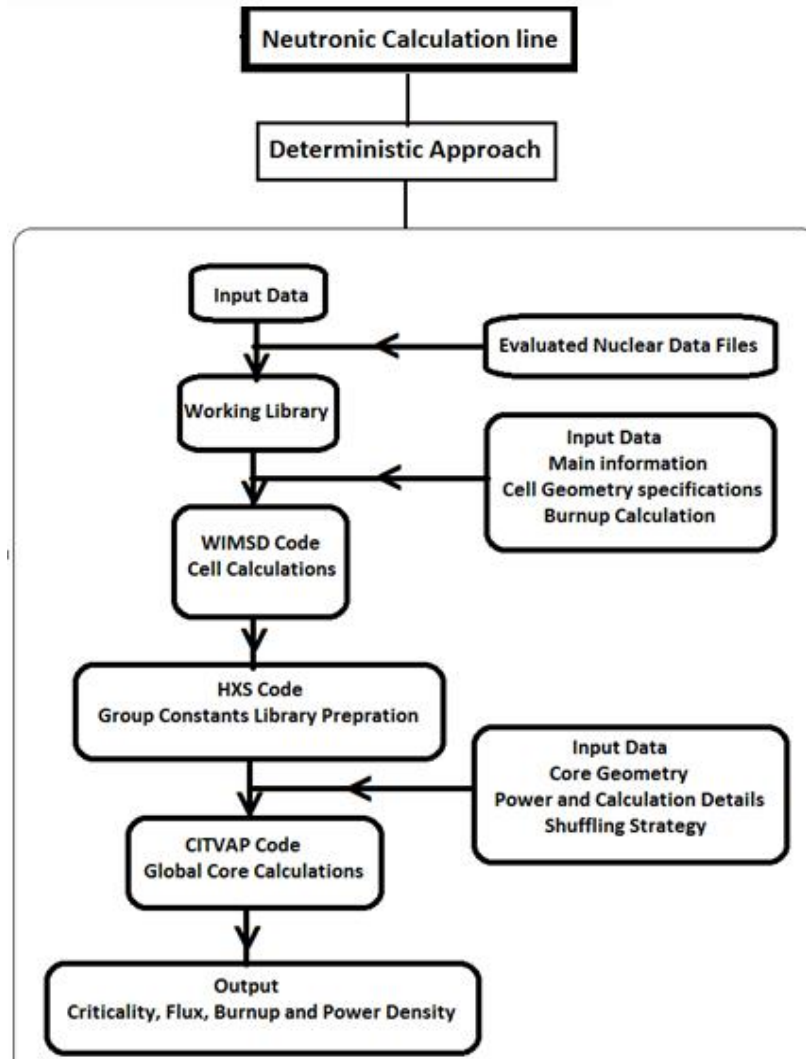 Neutronic Calculation line
Deterministic Approach
Input Data
Evaluated Nuclear Data Files
Working Library
Input Data
Main information
Cell Geometry specifications
Burnup Calculation
WIMSD Code
Cell Calculations
HXS Code
Group Constants Library Prepration
Input Data
Core Geometry
Power and Calculation Details
Shuffling Strategy
CITVAP Code
Global Core Calculations
Output
Criticality, Flux, Burnup and Power Density